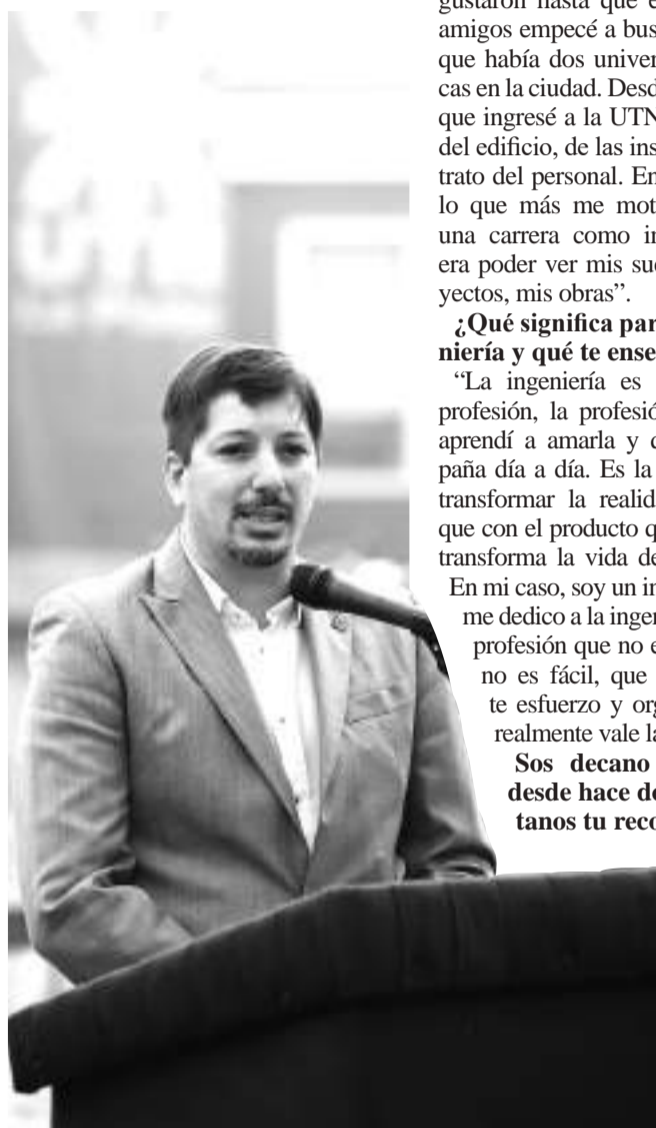 gustaron hasta que e
amigos empecé a bus
que había dos univer
cas en la ciudad. Desd
que ingresé a la UTN
del edificio, de las ins
trato del personal. En
lo que más me mot
una carrera como in
era poder ver mis sue
yectos, mis obras”.
¿Qué significa par
niería y qué te ense
“La ingeniería es
profesión, la profesió
aprendí a amarla y
paña día a día. Es la
transformar la realid
que con el producto q
transforma la vida de
En mi caso, soy un in
me dedico a la inger
profesión que no e
no es fácil, que
te esfuerzo y org
realmente vale la
Sos decano
desde hace do
tanos tu reco